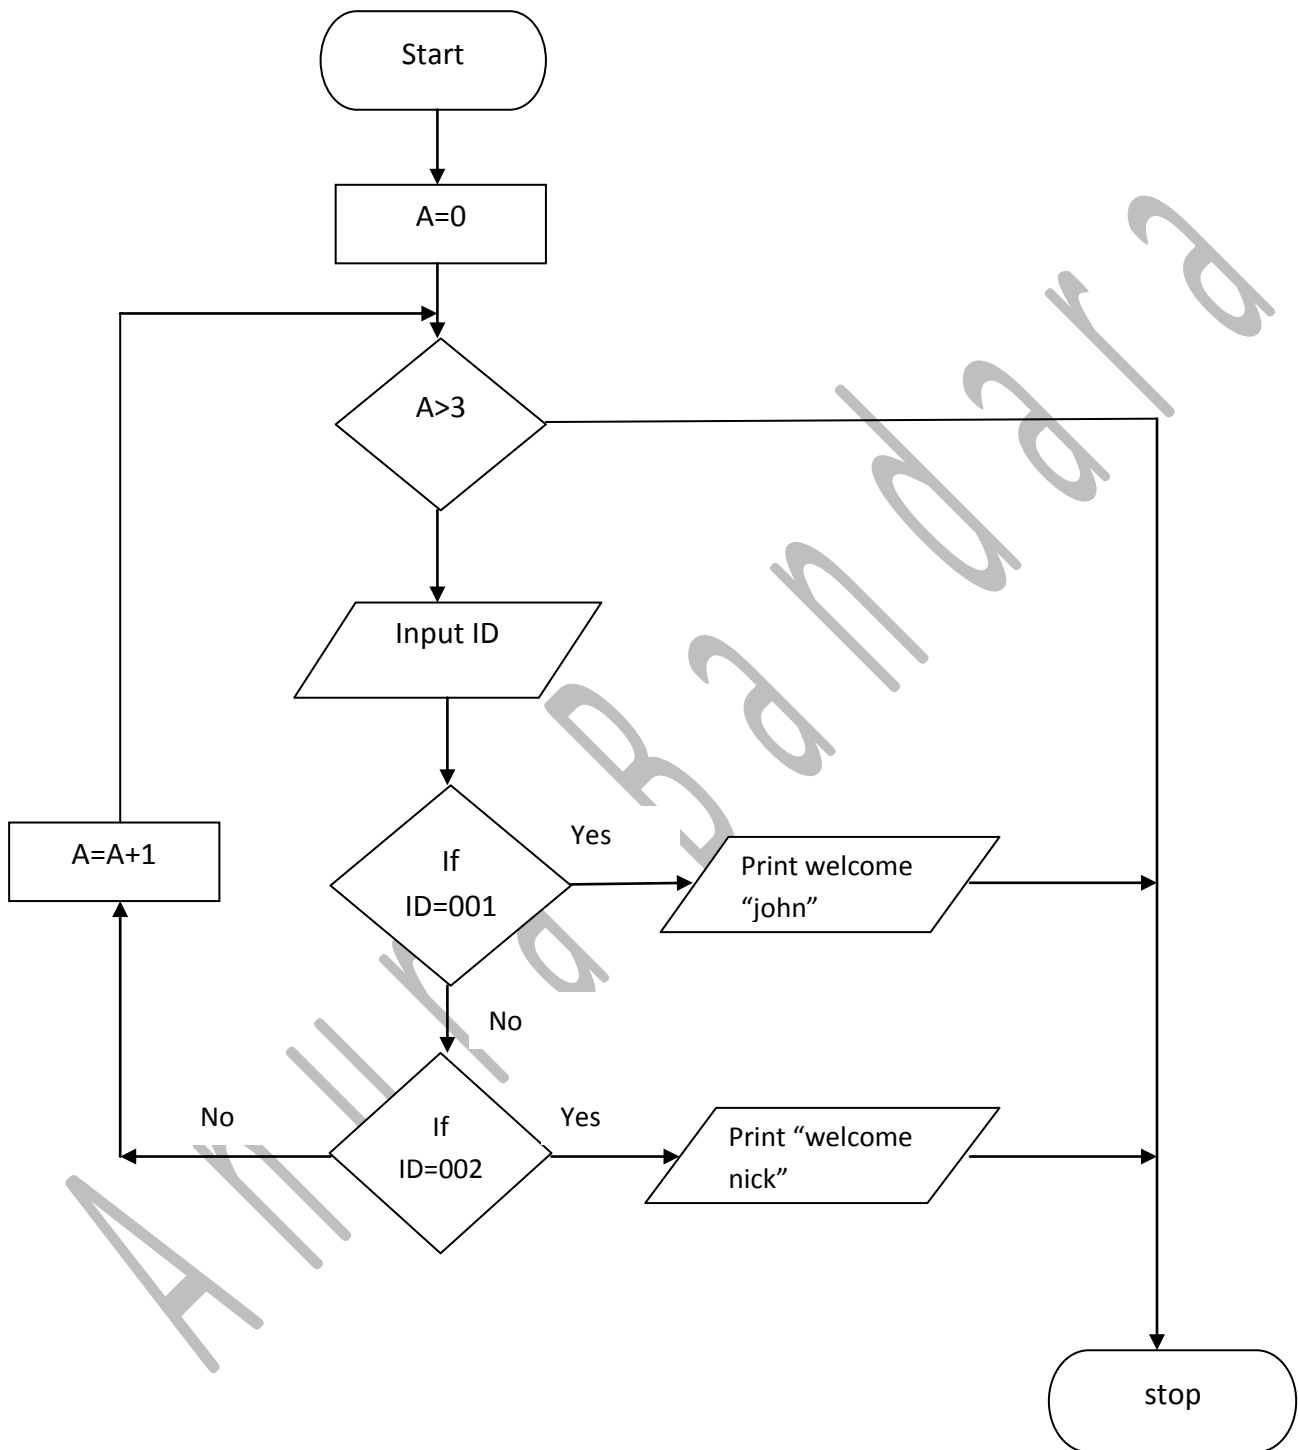 Start
A=0
A>3
Input ID
If
ID=001
Yes
Print welcome
“john”
A=A+1
No
If
ID=002
No
Yes
Print “welcome
nick”
stop
Anura Bandara